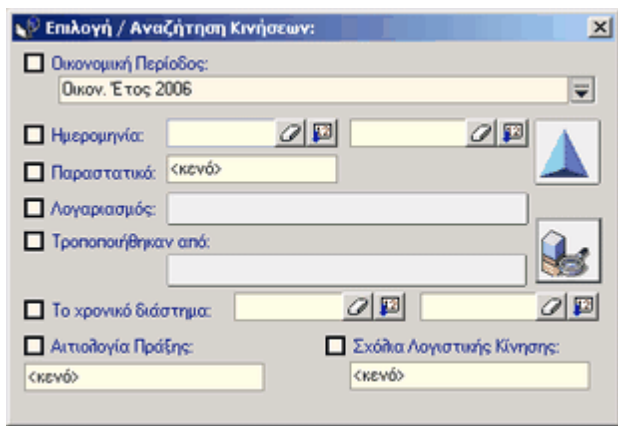 Επιλογή / Αναζήτηση Κινήσεων:
Οικονομική Περίοδος:
Οικον. Έτος 2006
Ημερομηνία:
Παραστατικό: <κενό>
Λογαριασμός:
Τροποποιήθηκαν από:
Το χρονικό διάστημα:
Αιτιολογία Πράξης: Σχόλια Λογιστικής Κίνησης:
<κενό> <κενό>